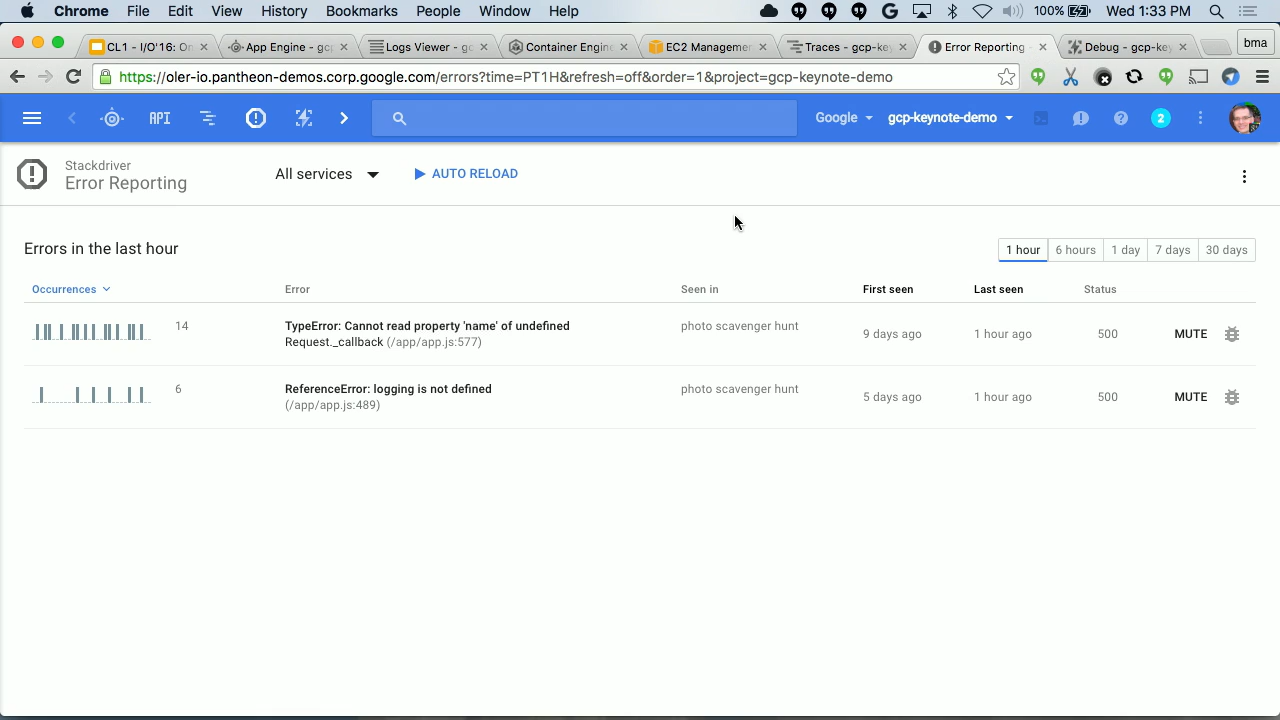 Chrome File Edit View History Bookmarks People Window Help 100% Wed 1:33 PM
CL1 - I/O'16: On App Engine - gcp Logs Viewer - gc Container Engin EC2 Managemen Traces - gcp-key Error Reporting Debug - gcp-key bma
https://oler-io.pantheon-demos.corp.google.com/errors?time=PT1H&refresh=off&order=1&project=gcp-keynote-demo
API Google gcp-keynote-demo 2
Stackdriver
Error Reporting
All services AUTO RELOAD
Errors in the last hour
1 hour 6 hours 1 day 7 days 30 days
Occurrences Error Seen in First seen Last seen Status
14 TypeError: Cannot read property 'name' of undefined photo scavenger hunt 9 days ago 1 hour ago 500 MUTE
Request._callback (/app/app.js:577)
6 ReferenceError: logging is not defined photo scavenger hunt 5 days ago 1 hour ago 500 MUTE
(/app/app.js:489)